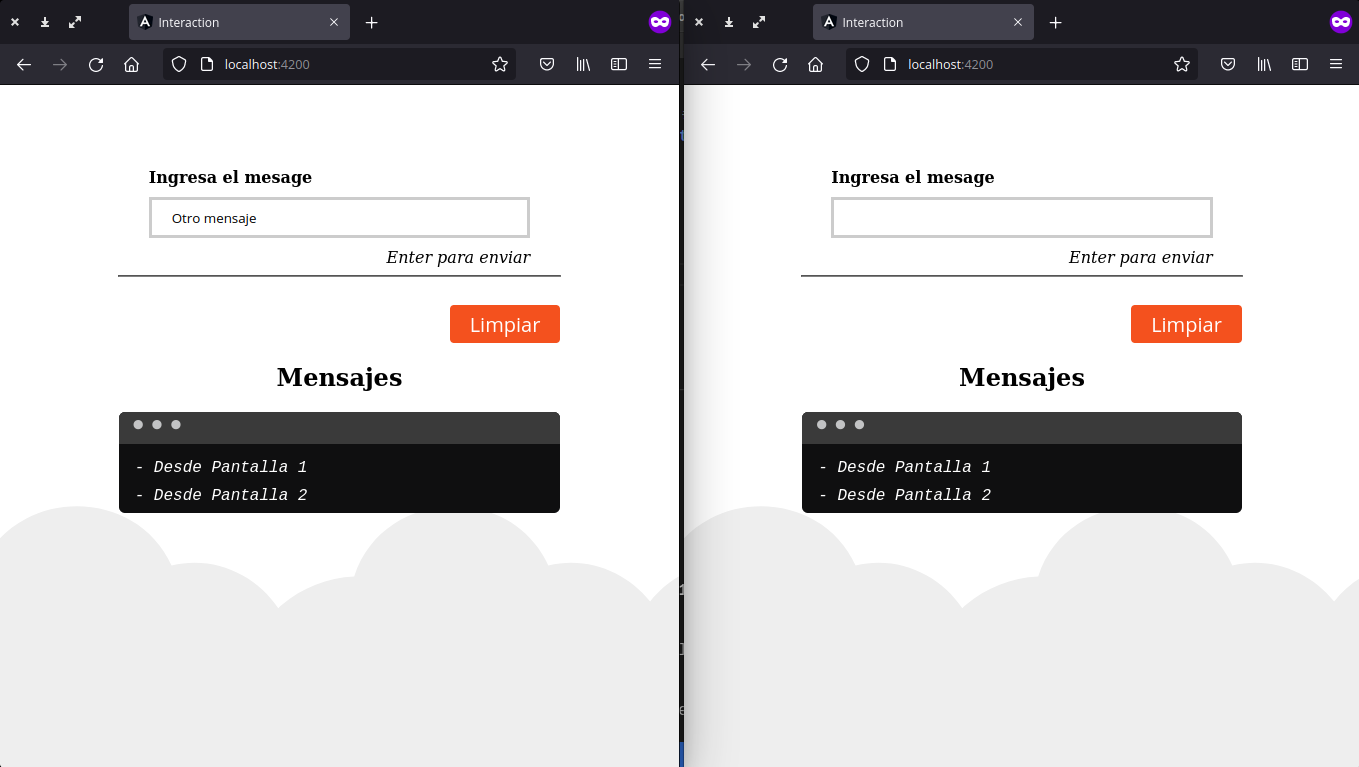 Interaction
localhost:4200
Ingresa el mesage
Otro mensaje
Enter para enviar
Limpiar
Mensajes
- Desde Pantalla 1
- Desde Pantalla 2
Interaction
localhost:4200
Ingresa el mesage
Enter para enviar
Limpiar
Mensajes
- Desde Pantalla 1
- Desde Pantalla 2